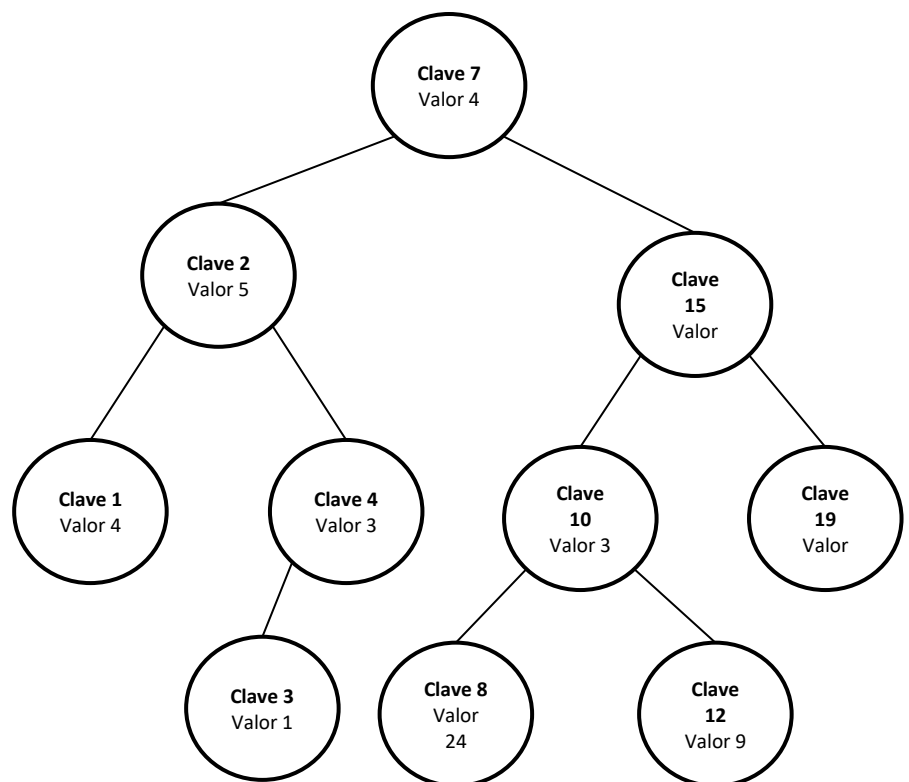 Clave 7
Valor 4
Clave 2
Valor 5
Clave
15
Valor
Clave 1
Valor 4
Clave 4
Valor 3
Clave
10
Valor 3
Clave
19
Valor
Clave 3
Valor 1
Clave 8
Valor
24
Clave
12
Valor 9